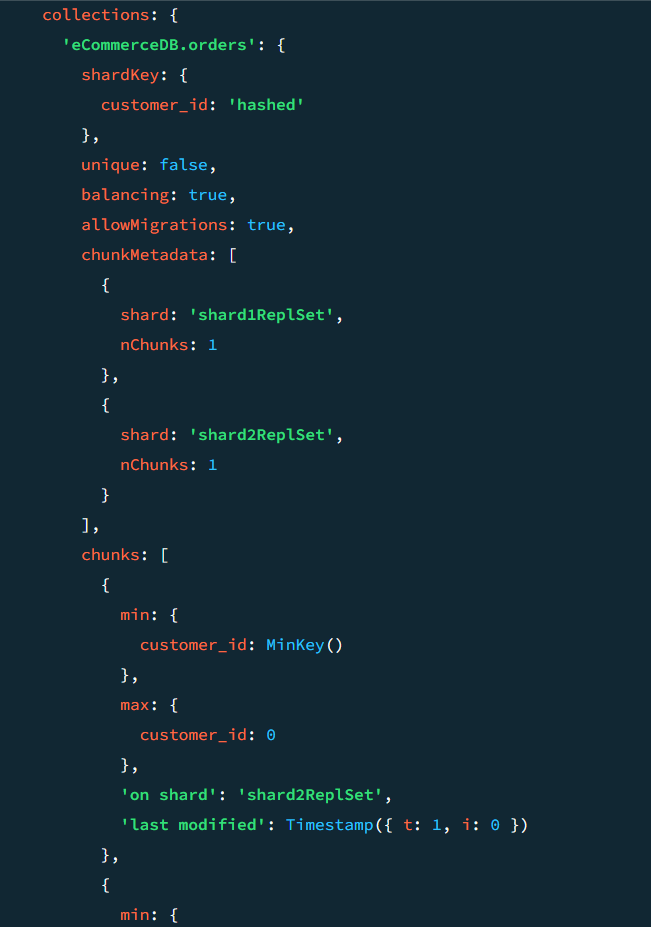 collections: {
'eCommerceDB.orders': {
shardKey: {
customer_id: 'hashed'
},
unique: false,
balancing: true,
allowMigrations: true,
chunkMetadata: [
{
shard: 'shard1ReplSet',
nChunks: 1
},
{
shard: 'shard2ReplSet',
nChunks: 1
}
],
chunks: [
{
min: {
customer_id: MinKey()
},
max: {
customer_id: 0
},
'on shard': 'shard2ReplSet',
'last modified': Timestamp({ t: 1, i: 0 })
},
{
min: {